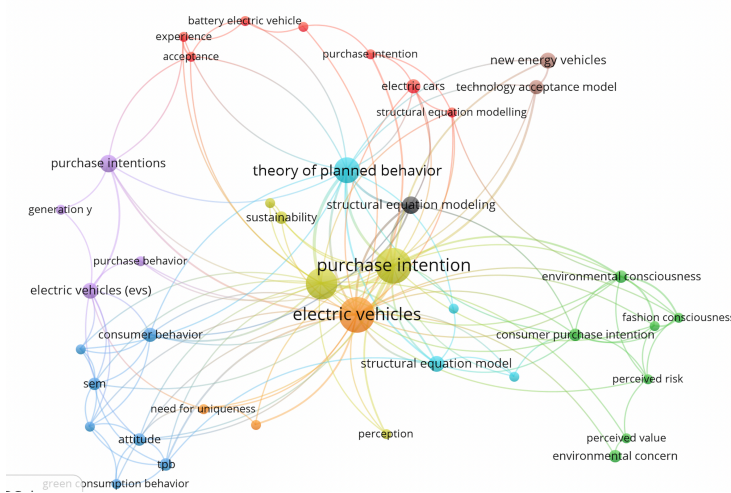 battery electric vehicle
experience
purchase intention
acceptance
new energy vehicles
electric cars
technology acceptance model
structural equation modelling
purchase intentions
theory of planned behavior
structural equation modeling
generation y
sustainability
purchase behavior
purchase intention
environmental consciousness
electric vehicles (evs)
electric vehicles
fashion consciousness
consumer behavior
consumer purchase intention
structural equation model
perceived risk
sem
need for uniqueness
perception
attitude
perceived value
environmental concern
tpb
green consumption behavior